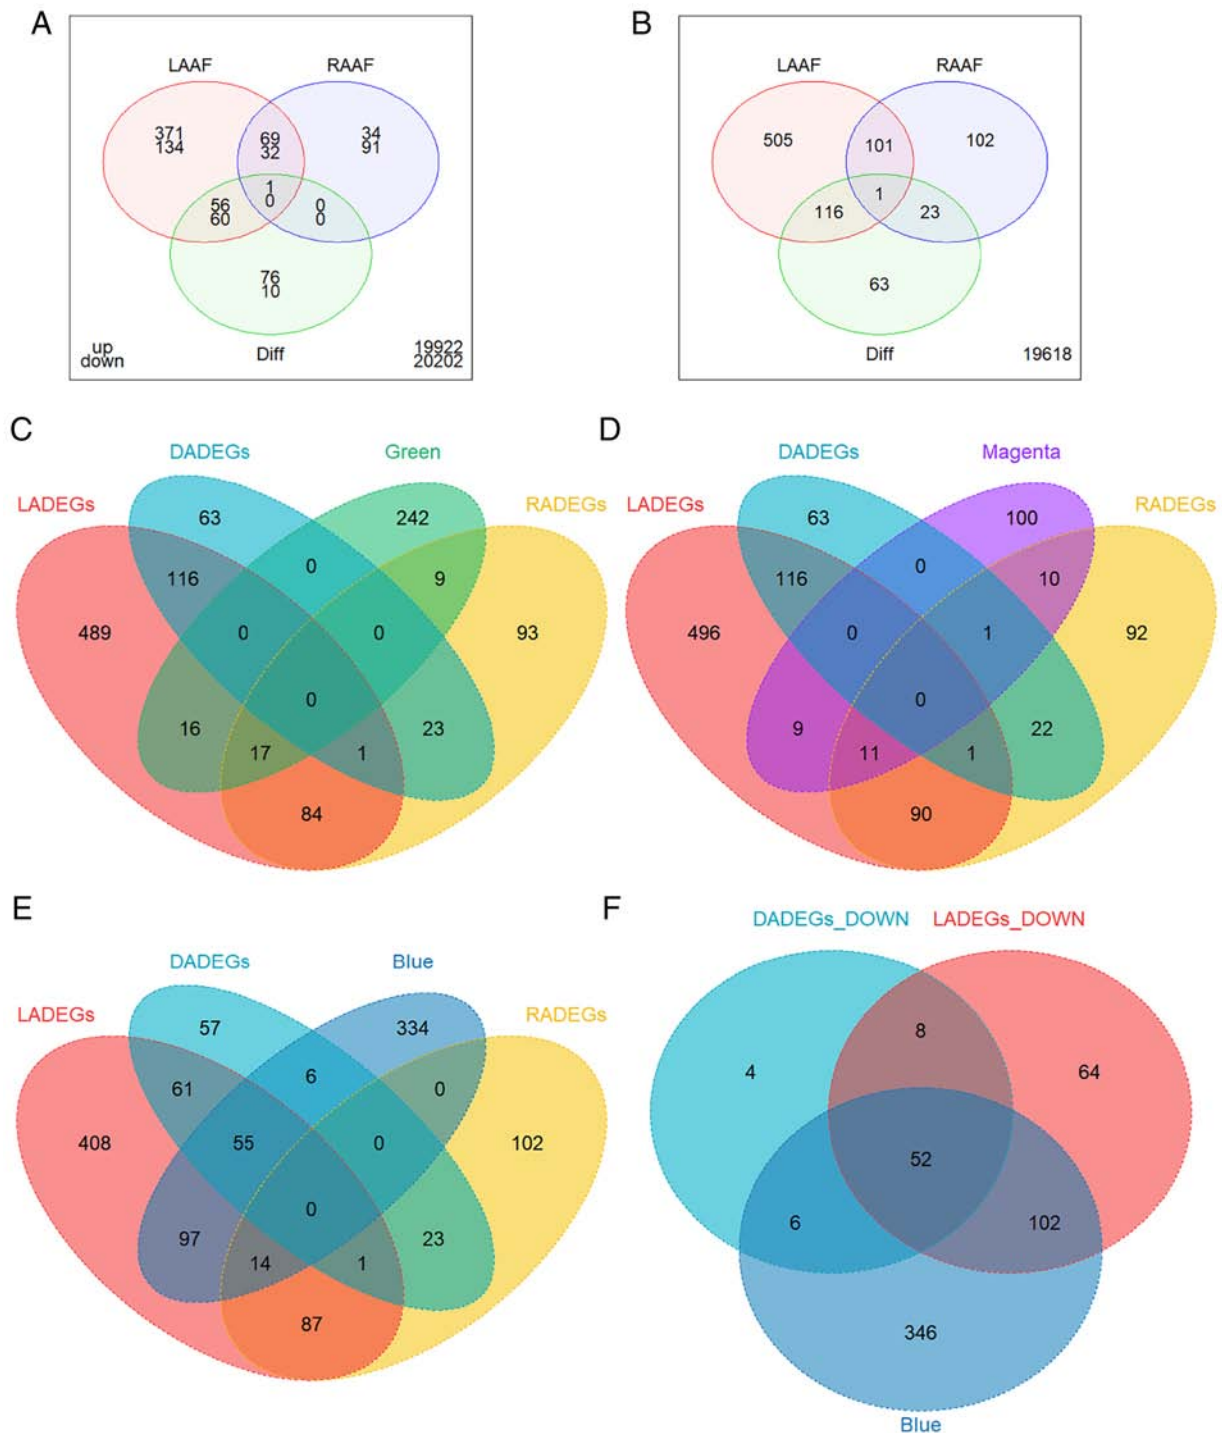 A
B
LAAF RAAF
LAAF RAAF
371 69 34
134 32 91
505 101 102
1
0
56 0
60 0
1
116 23
76
10
63
up 19922
down 20202
Diff
Diff 19618
C
D
DADEGs Green
LADEGs RADEGs
63 242
0
116 9
489 0 0 93
0
16 23
17 1
84
DADEGs Magenta
LADEGs RADEGs
63 100
0
116 10
496 0 1 92
0
9 22
11 1
90
E
F
DADEGs Blue
LADEGs RADEGs
57 334
6
61 0
408 55 0 102
0
97 23
14 1
87
DADEGs_DOWN LADEGs_DOWN
8
4 64
52
6 102
346
Blue